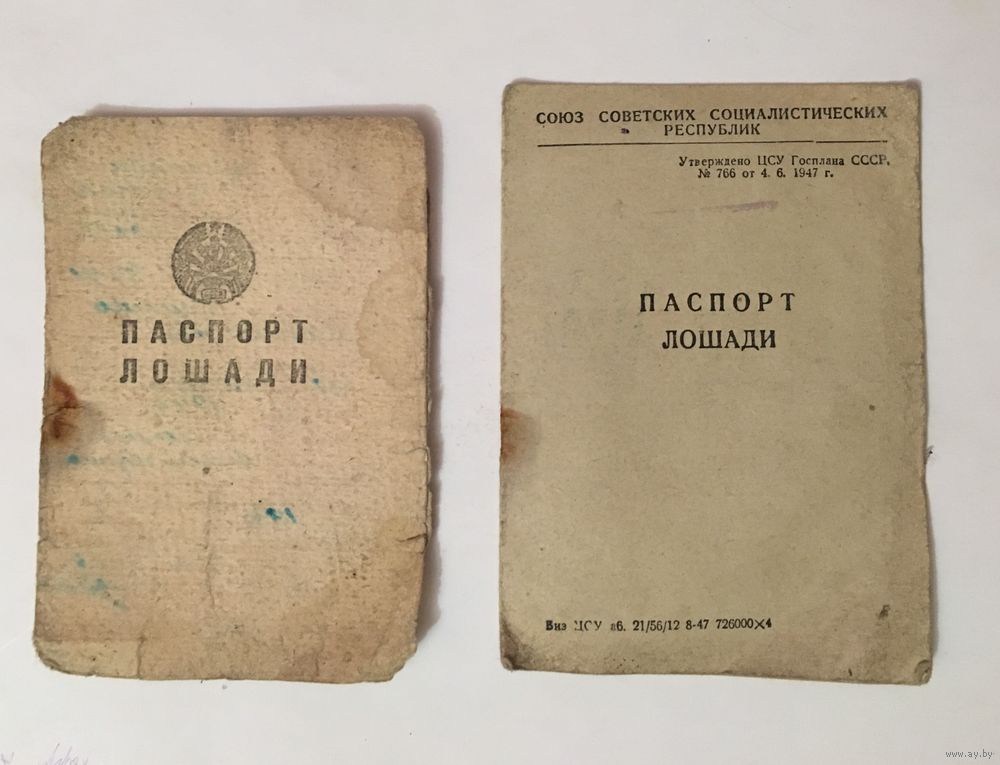 ПАСПОРТ
ЛОШАДИ
СОЮЗ СОВЕТСКИХ СОЦИАЛИСТИЧЕСКИХ
РЕСПУБЛИК
Утверждено ЦСУ Госплана СССР,
№ 766 от 4. 6. 1947 г.
ПАСПОРТ
ЛОШАДИ
ЦСУ 21/56/12 8-47 726000×4
www.ay.by